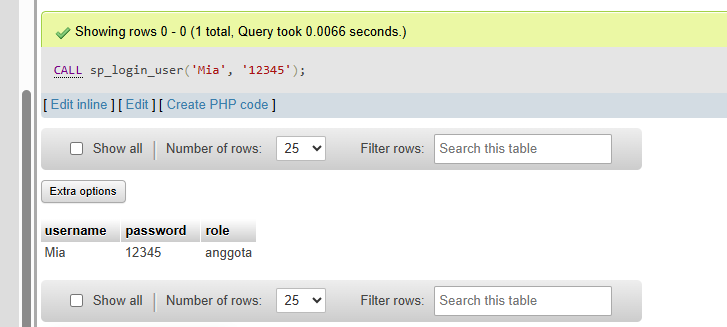 Showing rows 0 - 0 (1 total, Query took 0.0066 seconds.)
CALL sp_login_user('Mia', '12345');
[ Edit inline ] [ Edit ] [ Create PHP code ]
Show all | Number of rows: 25 Filter rows: Search this table
Extra options
username password role
Mia 12345 anggota
Show all | Number of rows: 25 Filter rows: Search this table